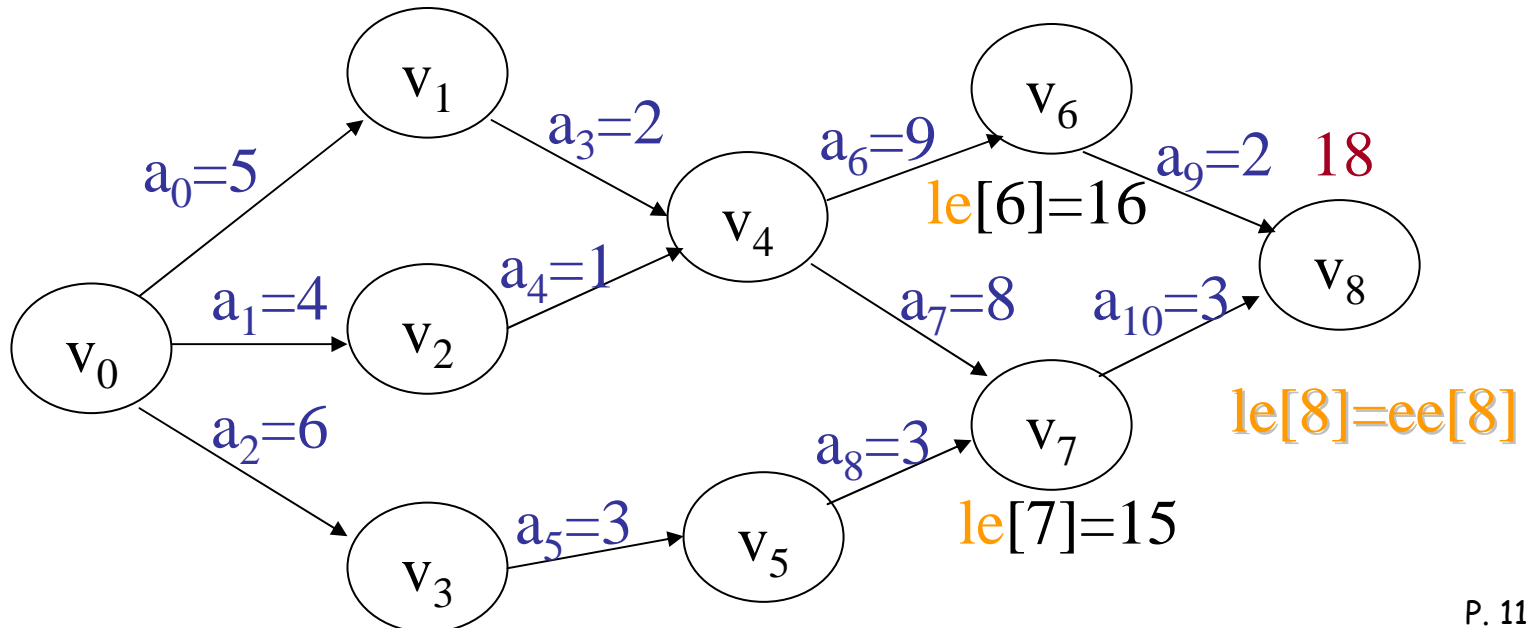 v₁
v₆
a₃=2
a₆=9
a₉=2 18
a₀=5
le[6]=16
v₄
v₈
a₄=1
a₁=4
a₇=8
a₁₀=3
v₀
v₂
a₂=6
le[8]=ee[8]
v₇
a₈=3
a₅=3
le[7]=15
v₅
v₃
P. 11